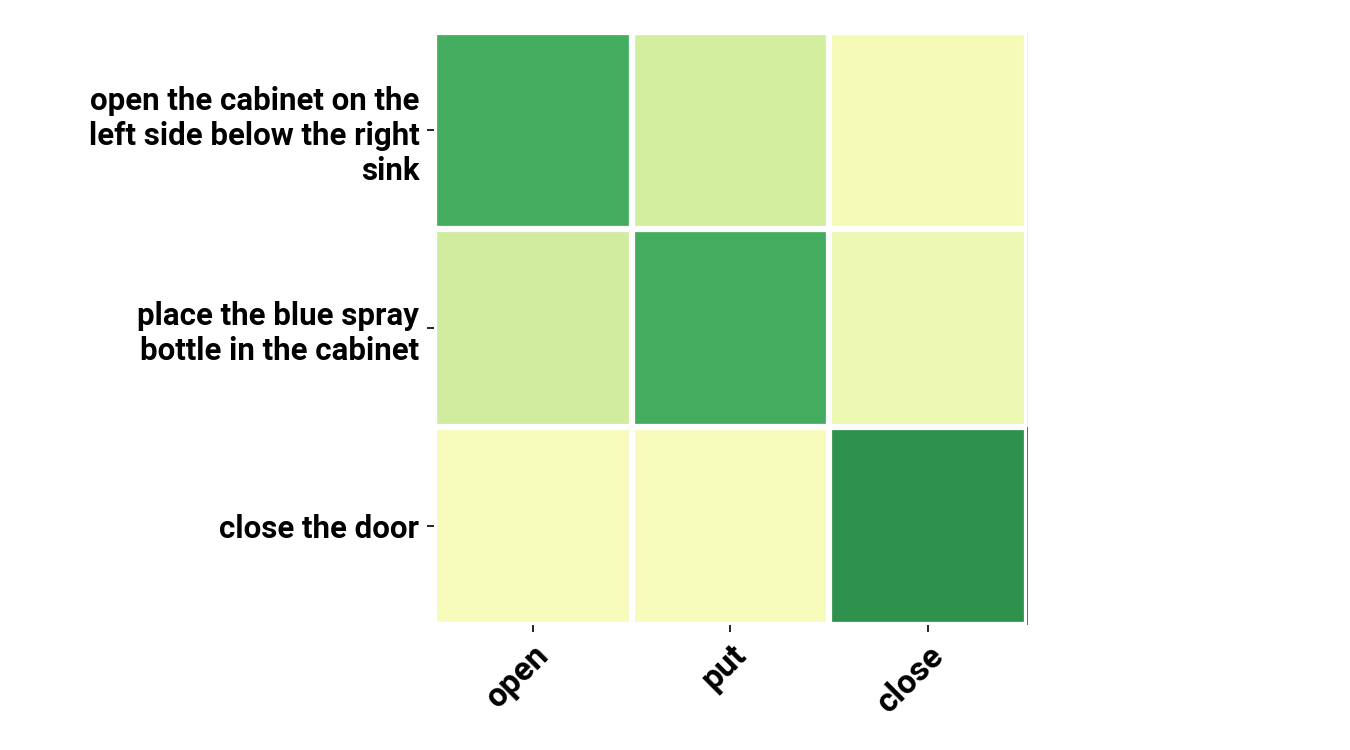 open the cabinet on the
left side below the right
sink
place the blue spray
bottle in the cabinet
close the door
open
put
close